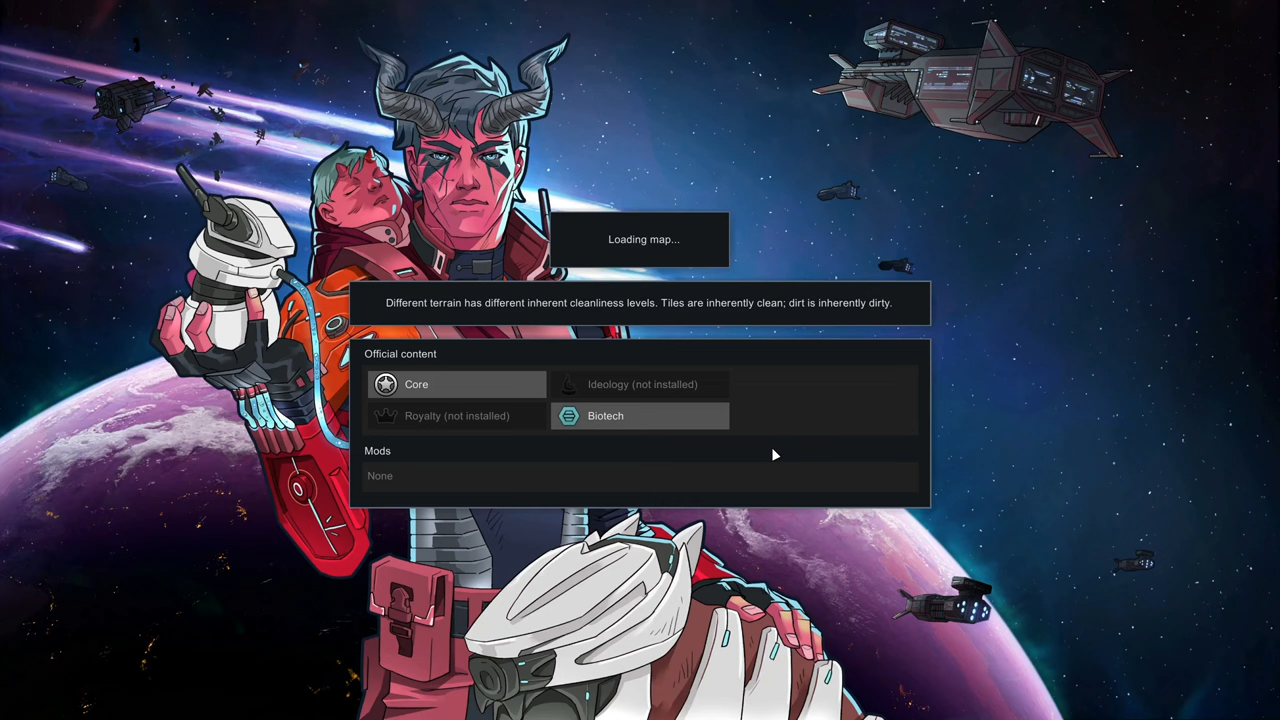 Loading map...
Different terrain has different inherent cleanliness levels. Tiles are inherently clean; dirt is inherently dirty.
Official content
Core
Ideology (not installed)
Royalty (not installed)
Biotech
Mods
None